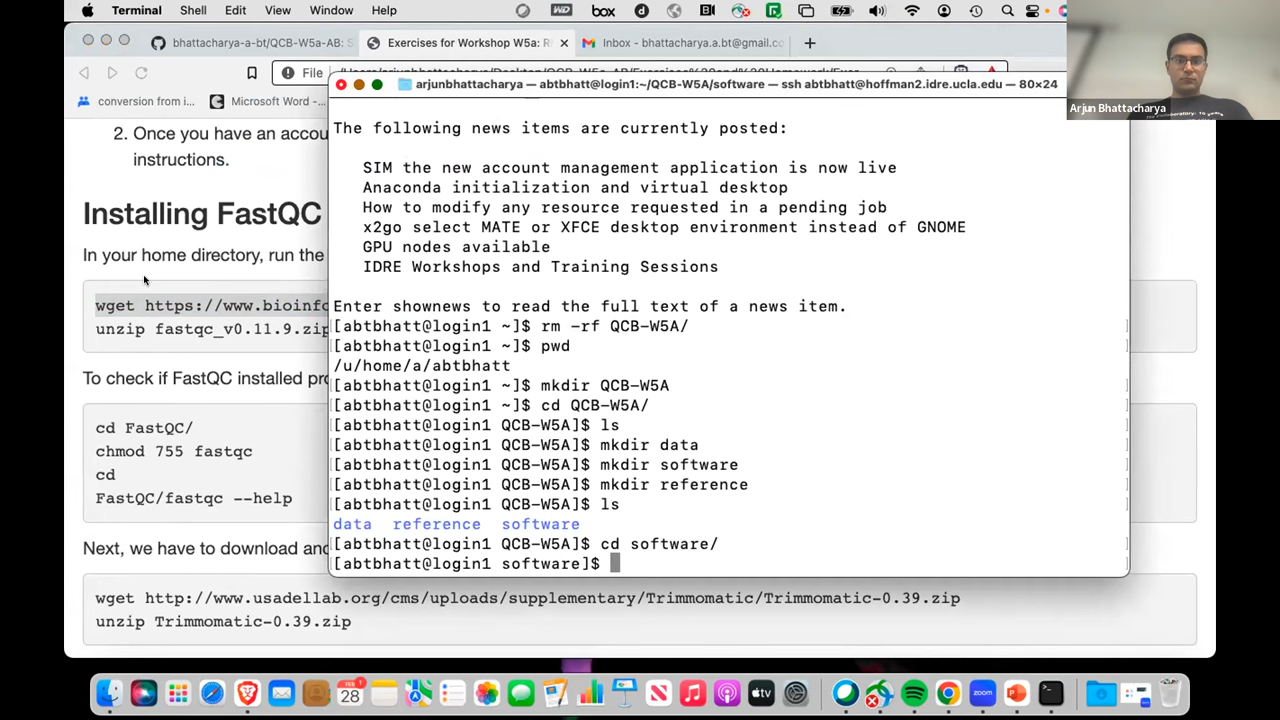 Terminal Shell Edit View Window Help
WD box
bhattacharya-a-bt/QCB-W5a-AB: S
Exercises for Workshop W5a: R
Inbox - bhattacharya.a.bt@gmail.co
File
conversion from i...
Microsoft Word -
arjunbhattacharya — abtbhatt@login1:~/QCB-W5A/software — ssh abtbhatt@hoffman2.idre.ucla.edu — 80×24
Arjun Bhattacharya
2. Once you have an accou
instructions.
Installing FastQC
In your home directory, run the
wget https://www.bioinfo
unzip fastqc_v0.11.9.zip
To check if FastQC installed pr
cd FastQC/
chmod 755 fastqc
cd
FastQC/fastqc --help
Next, we have to download an
wget http://www.usadellab.org/cms/uploads/supplementary/Trimmomatic/Trimmomatic-0.39.zip
unzip Trimmomatic-0.39.zip
The following news items are currently posted:
SIM the new account management application is now live
Anaconda initialization and virtual desktop
How to modify any resource requested in a pending job
x2go select MATE or XFCE desktop environment instead of GNOME
GPU nodes available
IDRE Workshops and Training Sessions
Enter shownews to read the full text of a news item.
[abtbhatt@login1 ~]$ rm -rf QCB-W5A/
[abtbhatt@login1 ~]$ pwd
/u/home/a/abtbhatt
[abtbhatt@login1 ~]$ mkdir QCB-W5A
[abtbhatt@login1 ~]$ cd QCB-W5A/
[abtbhatt@login1 QCB-W5A]$ ls
[abtbhatt@login1 QCB-W5A]$ mkdir data
[abtbhatt@login1 QCB-W5A]$ mkdir software
[abtbhatt@login1 QCB-W5A]$ mkdir reference
[abtbhatt@login1 QCB-W5A]$ ls
data reference software
[abtbhatt@login1 QCB-W5A]$ cd software/
[abtbhatt@login1 software]$
FEB
28
tv
zoom